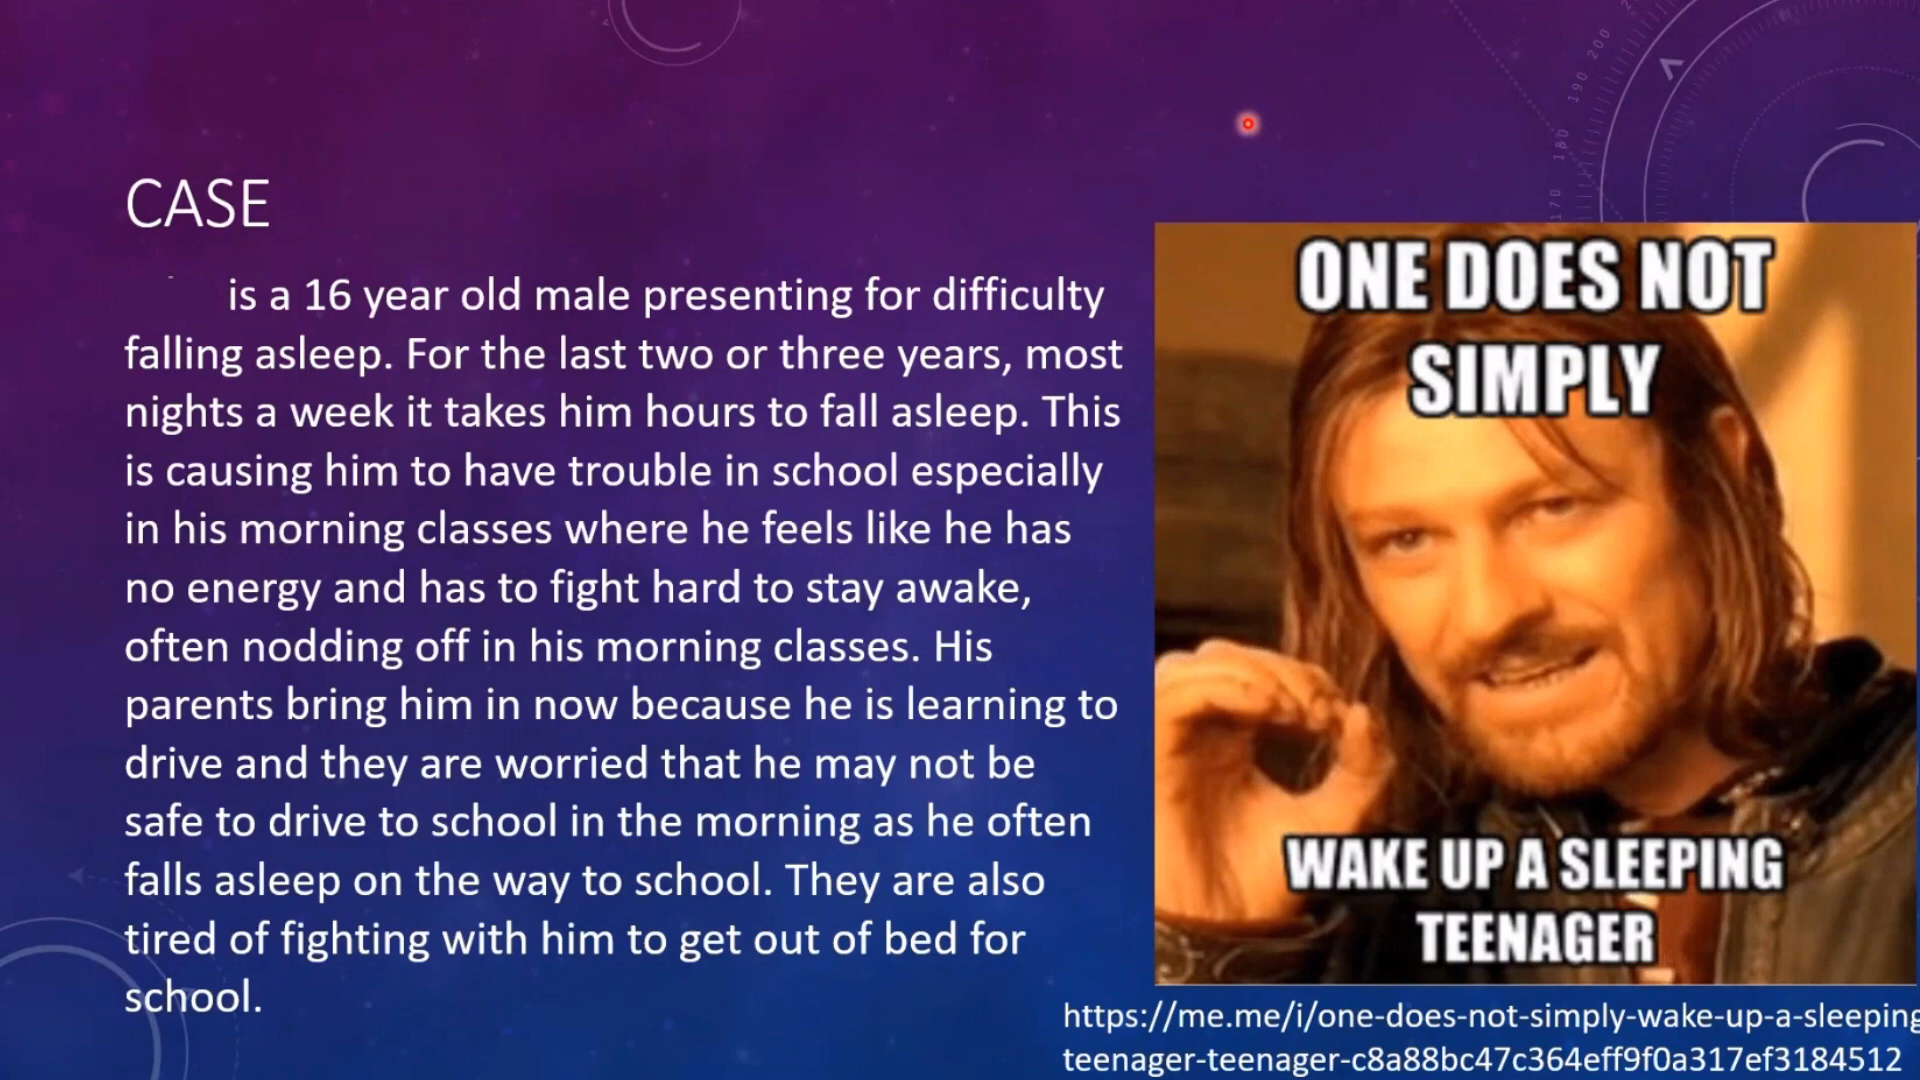 CASE
is a 16 year old male presenting for difficulty
falling asleep. For the last two or three years, most
nights a week it takes him hours to fall asleep. This
is causing him to have trouble in school especially
in his morning classes where he feels like he has
no energy and has to fight hard to stay awake,
often nodding off in his morning classes. His
parents bring him in now because he is learning to
drive and they are worried that he may not be
safe to drive to school in the morning as he often
falls asleep on the way to school. They are also
tired of fighting with him to get out of bed for
school.
ONE DOES NOT
SIMPLY
WAKE UP A SLEEPING
TEENAGER
https://me.me/i/one-does-not-simply-wake-up-a-sleeping
teenager-teenager-c8a88bc47c364eff9f0a317ef3184512
170
180
190
200